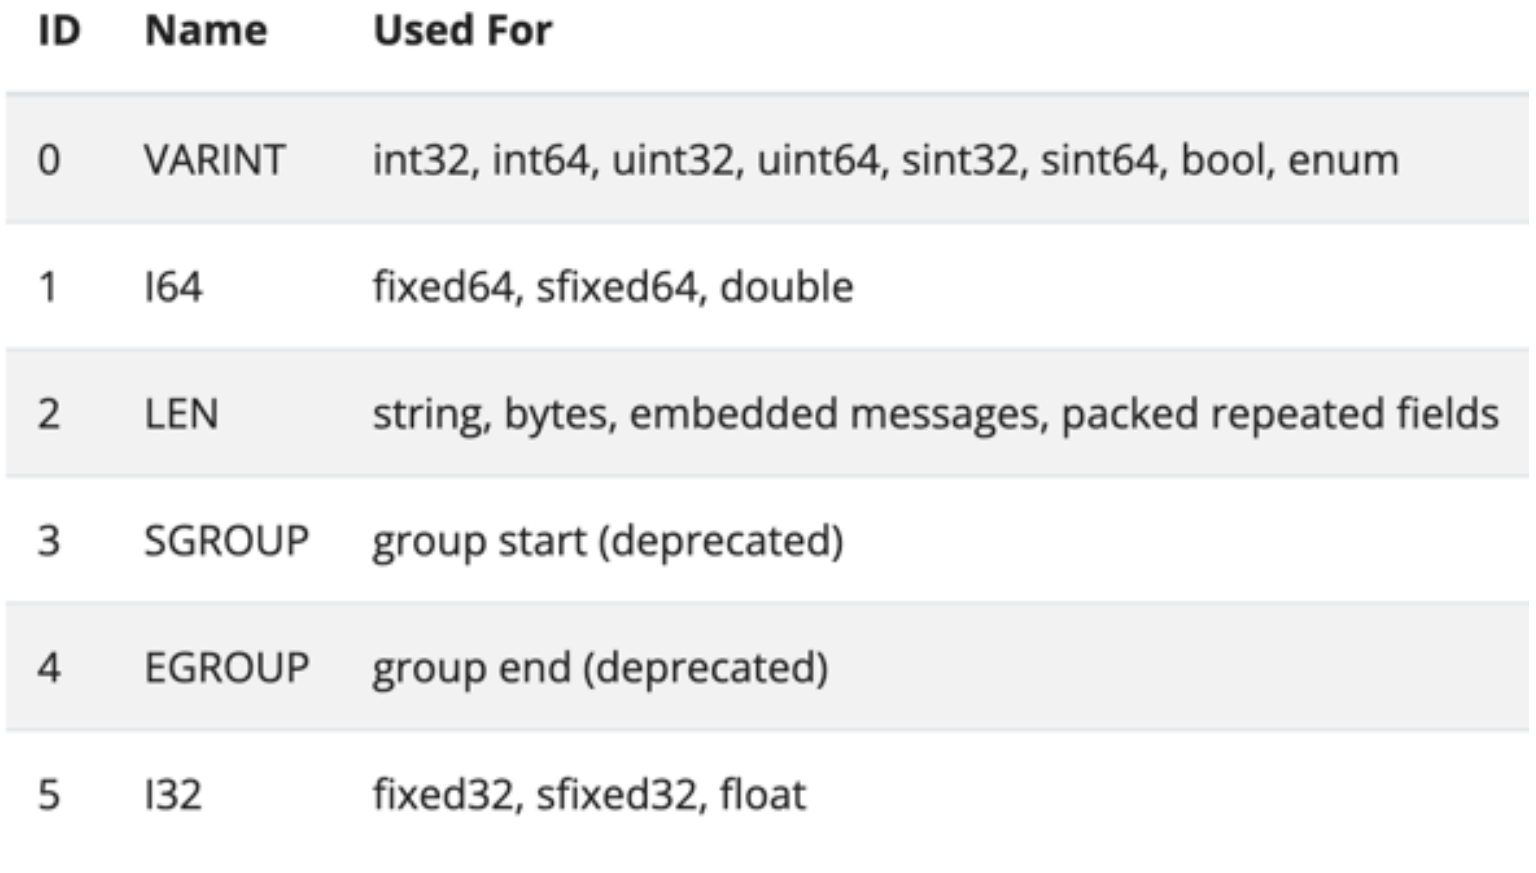 ID Name Used For
0 VARINT int32, int64, uint32, uint64, sint32, sint64, bool, enum
1 I64 fixed64, sfixed64, double
2 LEN string, bytes, embedded messages, packed repeated fields
3 SGROUP group start (deprecated)
4 EGROUP group end (deprecated)
5 I32 fixed32, sfixed32, float